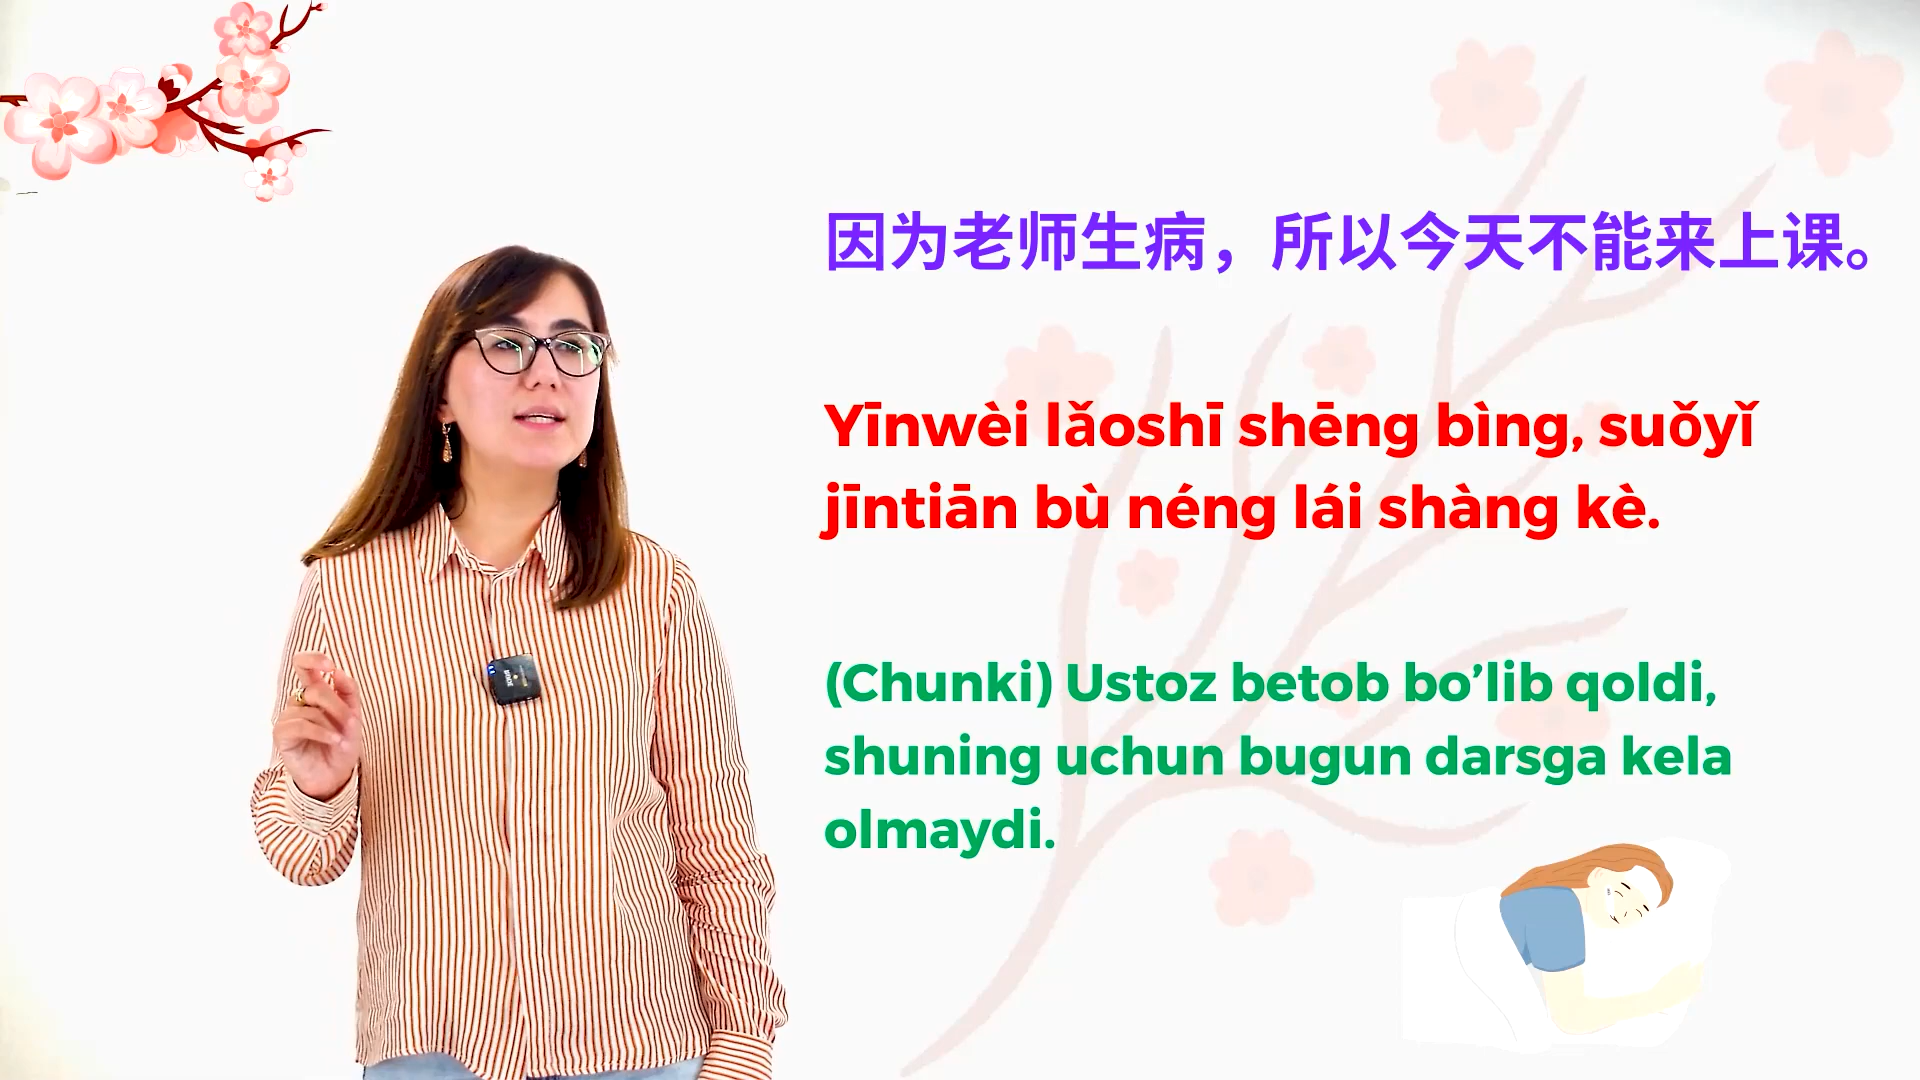 因为老师生病，所以今天不能来上课。
Yīnwèi lǎoshī shēng bìng, suǒyǐ
jīntiān bù néng lái shàng kè.
(Chunki) Ustoz betob bo’lib qoldi,
shuning uchun bugun darsga kela
olmaydi.